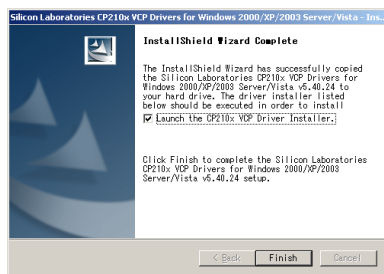 Silicon Laboratories CP210x VCP Drivers for Windows 2000/XP/2003 Server/Vista - Ins...
InstallShield Wizard Complete
The InstallShield Wizard has successfully copied
the Silicon Laboratories CP210x VCP Drivers for
Windows 2000/XP/2003 Server/Vista v5.40.24 to
your hard drive. The driver installer listed
below should be executed in order to install
Launch the CP210x VCP Driver Installer.
Click Finish to complete the Silicon Laboratories
CP210x VCP Drivers for Windows 2000/XP/2003
Server/Vista v5.40.24 setup.
< Back Finish Cancel